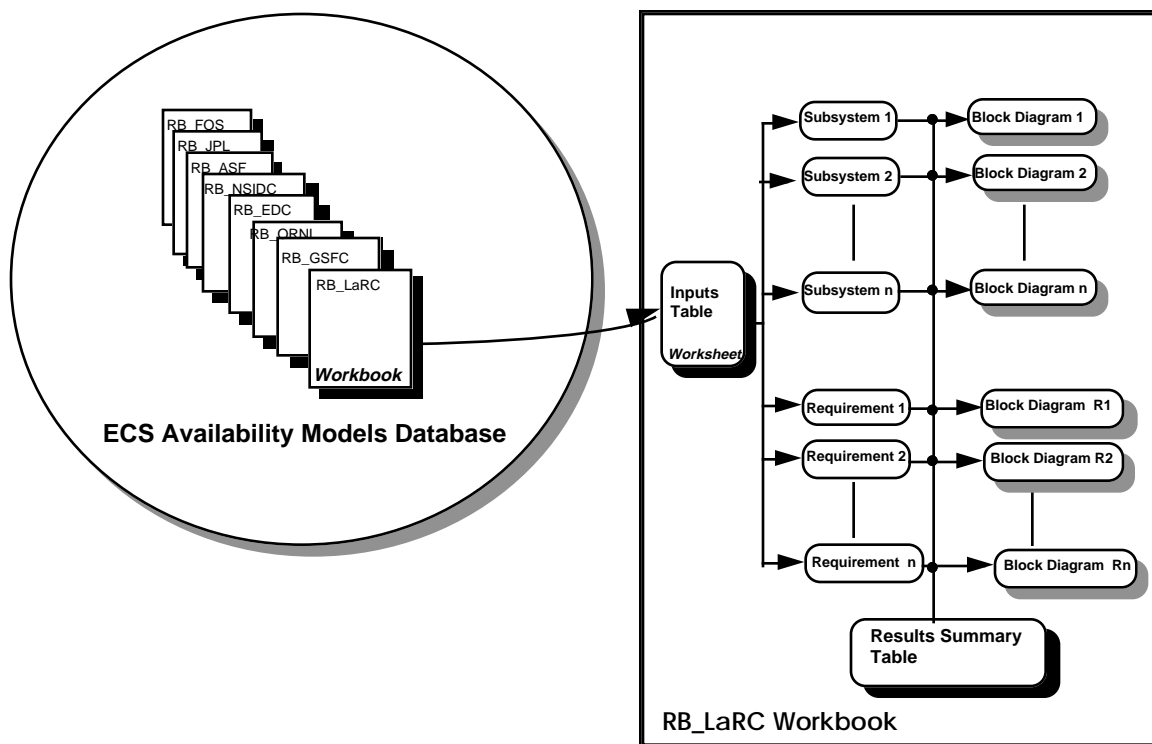 RB_FOS
RB_JPL
RB_ASF
RB_NSIDC
RB_EDC
RB_ORNL
RB_GSFC
RB_LaRC
Workbook
ECS Availability Models Database
Inputs
Table
Worksheet
Subsystem 1
Block Diagram 1
Subsystem 2
Block Diagram 2
Subsystem n
Block Diagram n
Requirement 1
Block Diagram R1
Requirement 2
Block Diagram R2
Requirement n
Block Diagram Rn
Results Summary
Table
RB_LaRC Workbook